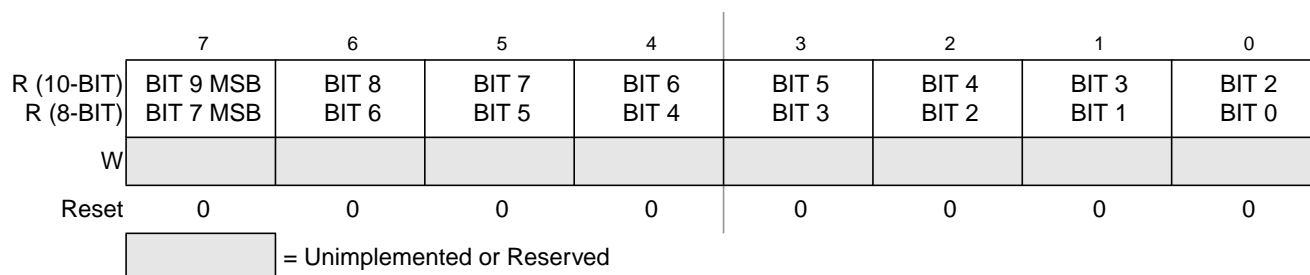 7 6 5 4 3 2 1 0
R (10-BIT) BIT 9 MSB BIT 8 BIT 7 BIT 6 BIT 5 BIT 4 BIT 3 BIT 2
R (8-BIT) BIT 7 MSB BIT 6 BIT 5 BIT 4 BIT 3 BIT 2 BIT 1 BIT 0
W
Reset 0 0 0 0 0 0 0 0
= Unimplemented or Reserved